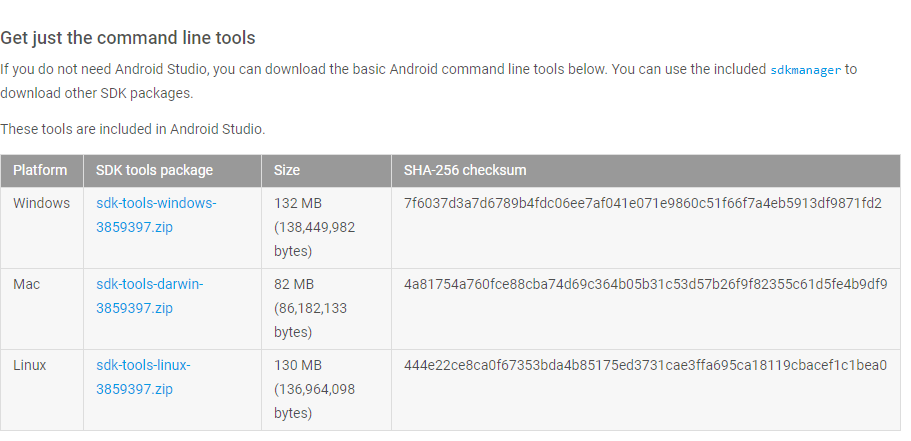 Get just the command line tools
If you do not need Android Studio, you can download the basic Android command line tools below. You can use the included sdkmanager to
download other SDK packages.
These tools are included in Android Studio.
Platform SDK tools package Size SHA-256 checksum
Windows sdk-tools-windows- 132 MB 7f6037d3a7d6789b4fdc06ee7af041e071e9860c51f66f7a4eb5913df9871fd2
3859397.zip (138,449,982
bytes)
Mac sdk-tools-darwin- 82 MB 4a81754a760fce88cba74d69c364b05b31c53d57b26f9f82355c61d5fe4b9df9
3859397.zip (86,182,133
bytes)
Linux sdk-tools-linux- 130 MB 444e22ce8ca0f67353bda4b85175ed3731cae3ffa695ca18119cbacef1c1bea0
3859397.zip (136,964,098
bytes)